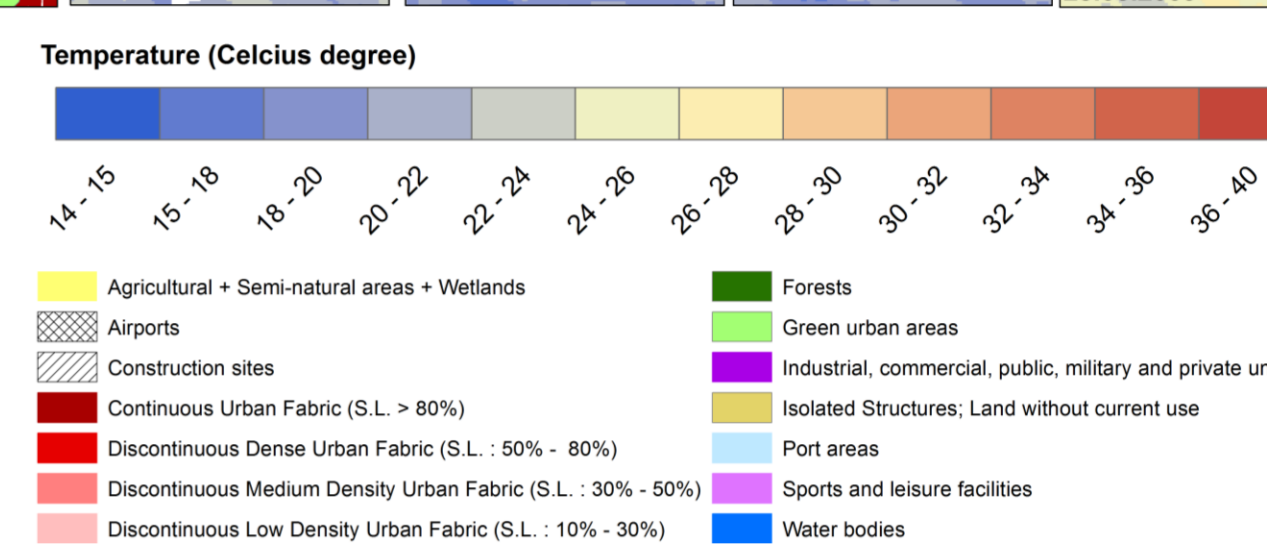 Temperature (Celcius degree)
14 - 15
15 - 18
18 - 20
20 - 22
22 - 24
24 - 26
26 - 28
28 - 30
30 - 32
32 - 34
34 - 36
36 - 40
Agricultural + Semi-natural areas + Wetlands
Airports
Construction sites
Continuous Urban Fabric (S.L. > 80%)
Discontinuous Dense Urban Fabric (S.L. : 50% -  80%)
Discontinuous Medium Density Urban Fabric (S.L. : 30% - 50%)
Discontinuous Low Density Urban Fabric (S.L. : 10% - 30%)
Forests
Green urban areas
Industrial, commercial, public, military and private
Isolated Structures; Land without current use
Port areas
Sports and leisure facilities
Water bodies